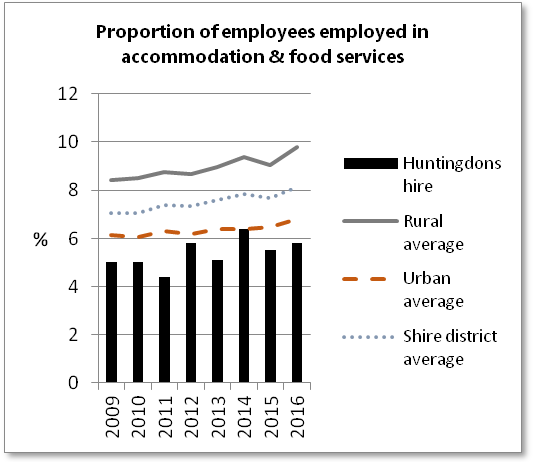 Proportion of employees employed in
accommodation & food services
12
10
8
6
4
2
0
%
2009
2010
2011
2012
2013
2014
2015
2016
Huntingdons
hire
Rural
average
Urban
average
Shire district
average